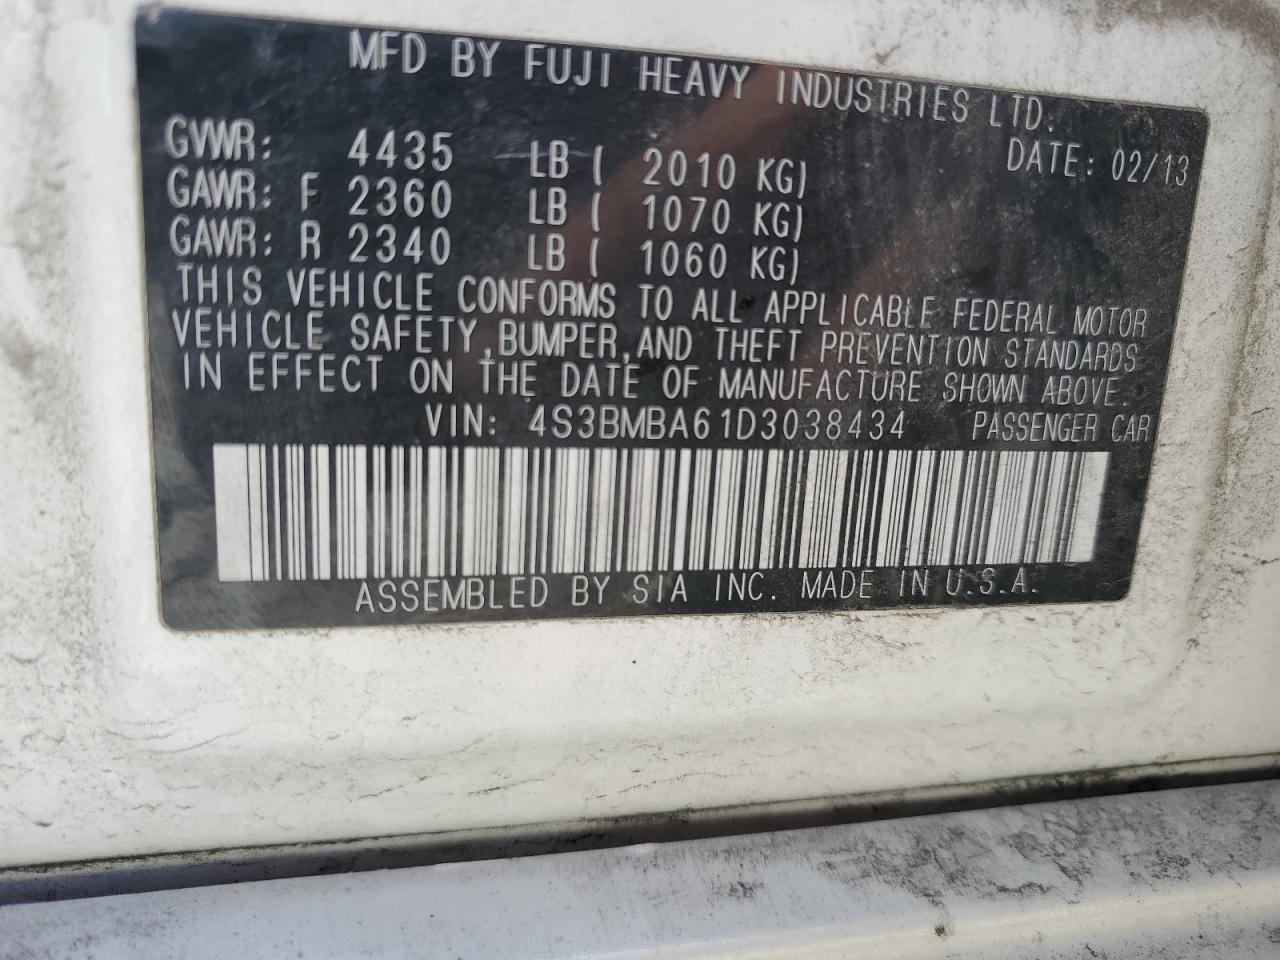 MFD BY FUJI HEAVY INDUSTRIES LTD.
DATE: 02/13
GVWR: 4435 LB ( 2010 KG)
GAWR: F 2360 LB ( 1070 KG)
GAWR: R 2340 LB ( 1060 KG)
THIS VEHICLE CONFORMS TO ALL APPLICABLE FEDERAL MOTOR
VEHICLE SAFETY, BUMPER, AND THEFT PREVENTION STANDARDS
IN EFFECT ON THE DATE OF MANUFACTURE SHOWN ABOVE.
VIN: 4S3BMBA61D3038434 PASSENGER CAR
ASSEMBLED BY SIA INC. MADE IN U.S.A.